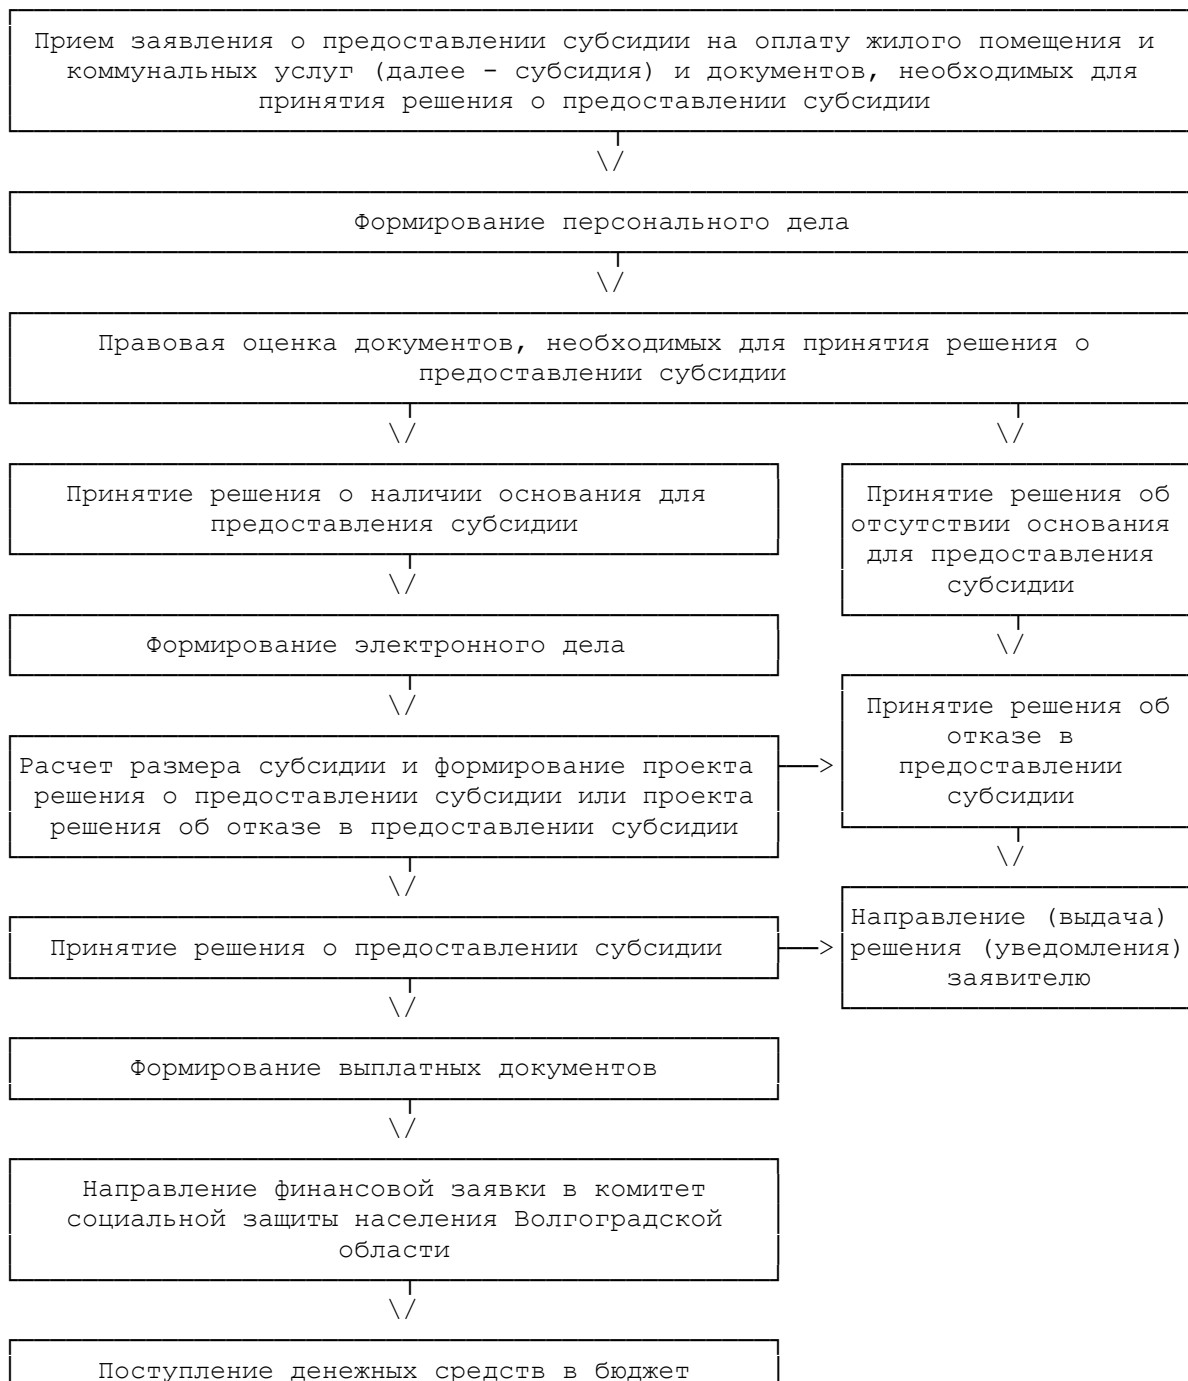 Прием заявления о предоставлении субсидии на оплату жилого помещения и
коммунальных услуг (далее - субсидия) и документов, необходимых для
принятия решения о предоставлении субсидии
Формирование персонального дела
Правовая оценка документов, необходимых для принятия решения о
предоставлении субсидии
Принятие решения о наличии основания для
предоставления субсидии
Принятие решения об
отсутствии основания
для предоставления
субсидии
Формирование электронного дела
Принятие решения об
отказе в
предоставлении
субсидии
Расчет размера субсидии и формирование проекта
решения о предоставлении субсидии или проекта
решения об отказе в предоставлении субсидии
Направление (выдача)
решения (уведомления)
заявителю
Принятие решения о предоставлении субсидии
Формирование выплатных документов
Направление финансовой заявки в комитет
социальной защиты населения Волгоградской
области
Поступление денежных средств в бюджет